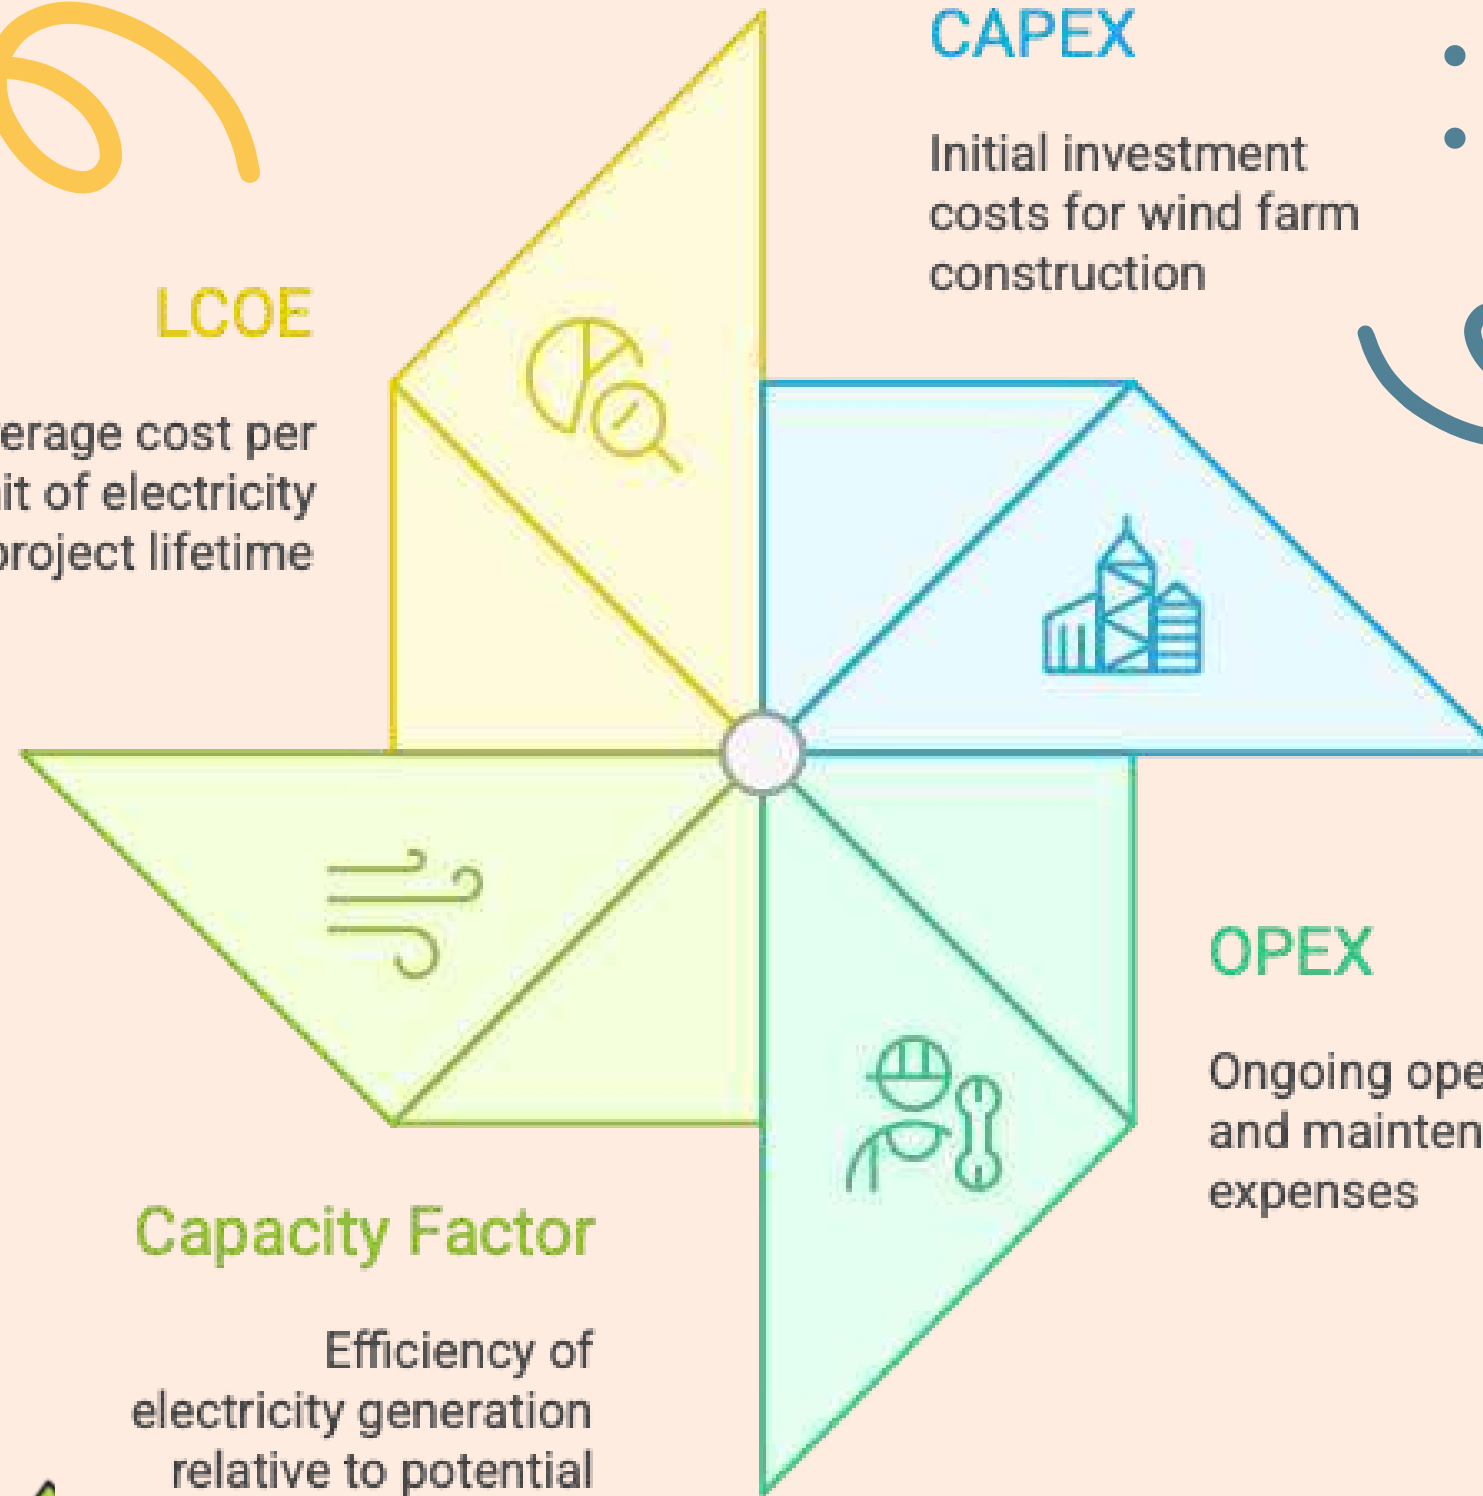 CAPEX
Initial investment
costs for wind farm
construction
LCOE
erage cost per
it of electricity
project lifetime
OPEX
Ongoing ope
and mainten
expenses
Capacity Factor
Efficiency of
electricity generation
relative to potential